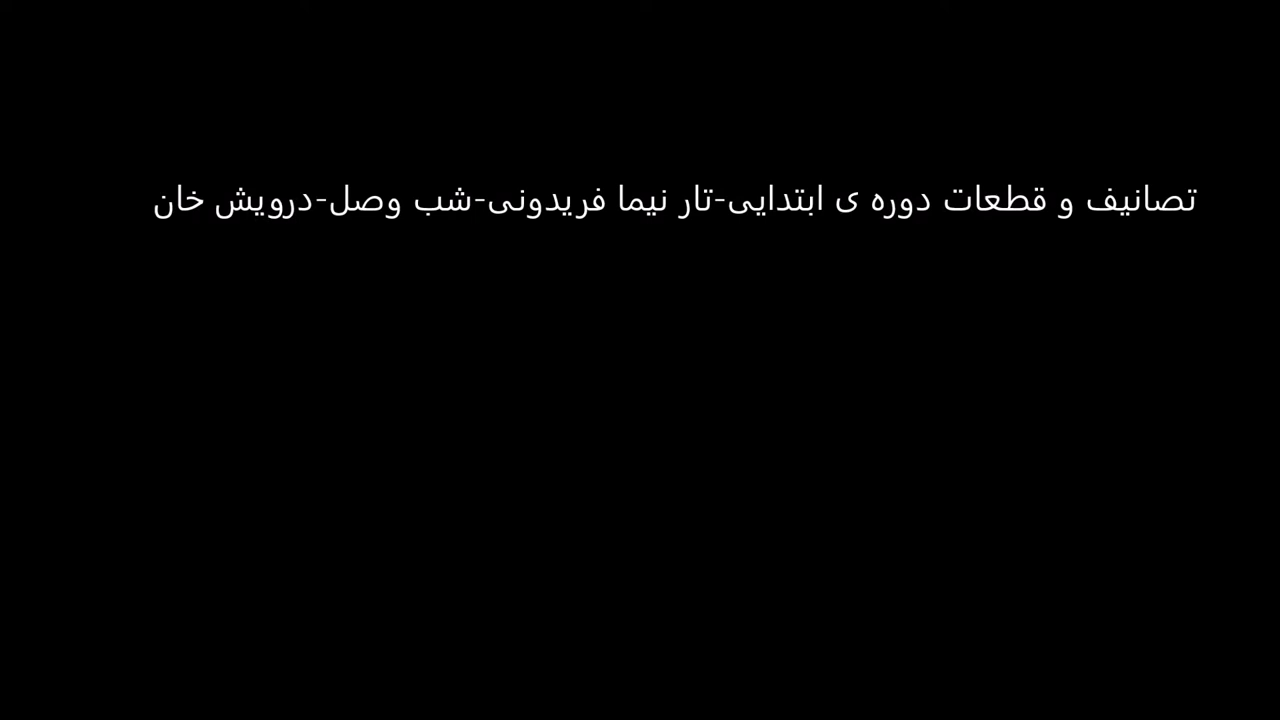 تصانیف و قطعات دوره ی ابتدایی-تار نیما فریدونی-شب وصل-درویش خان